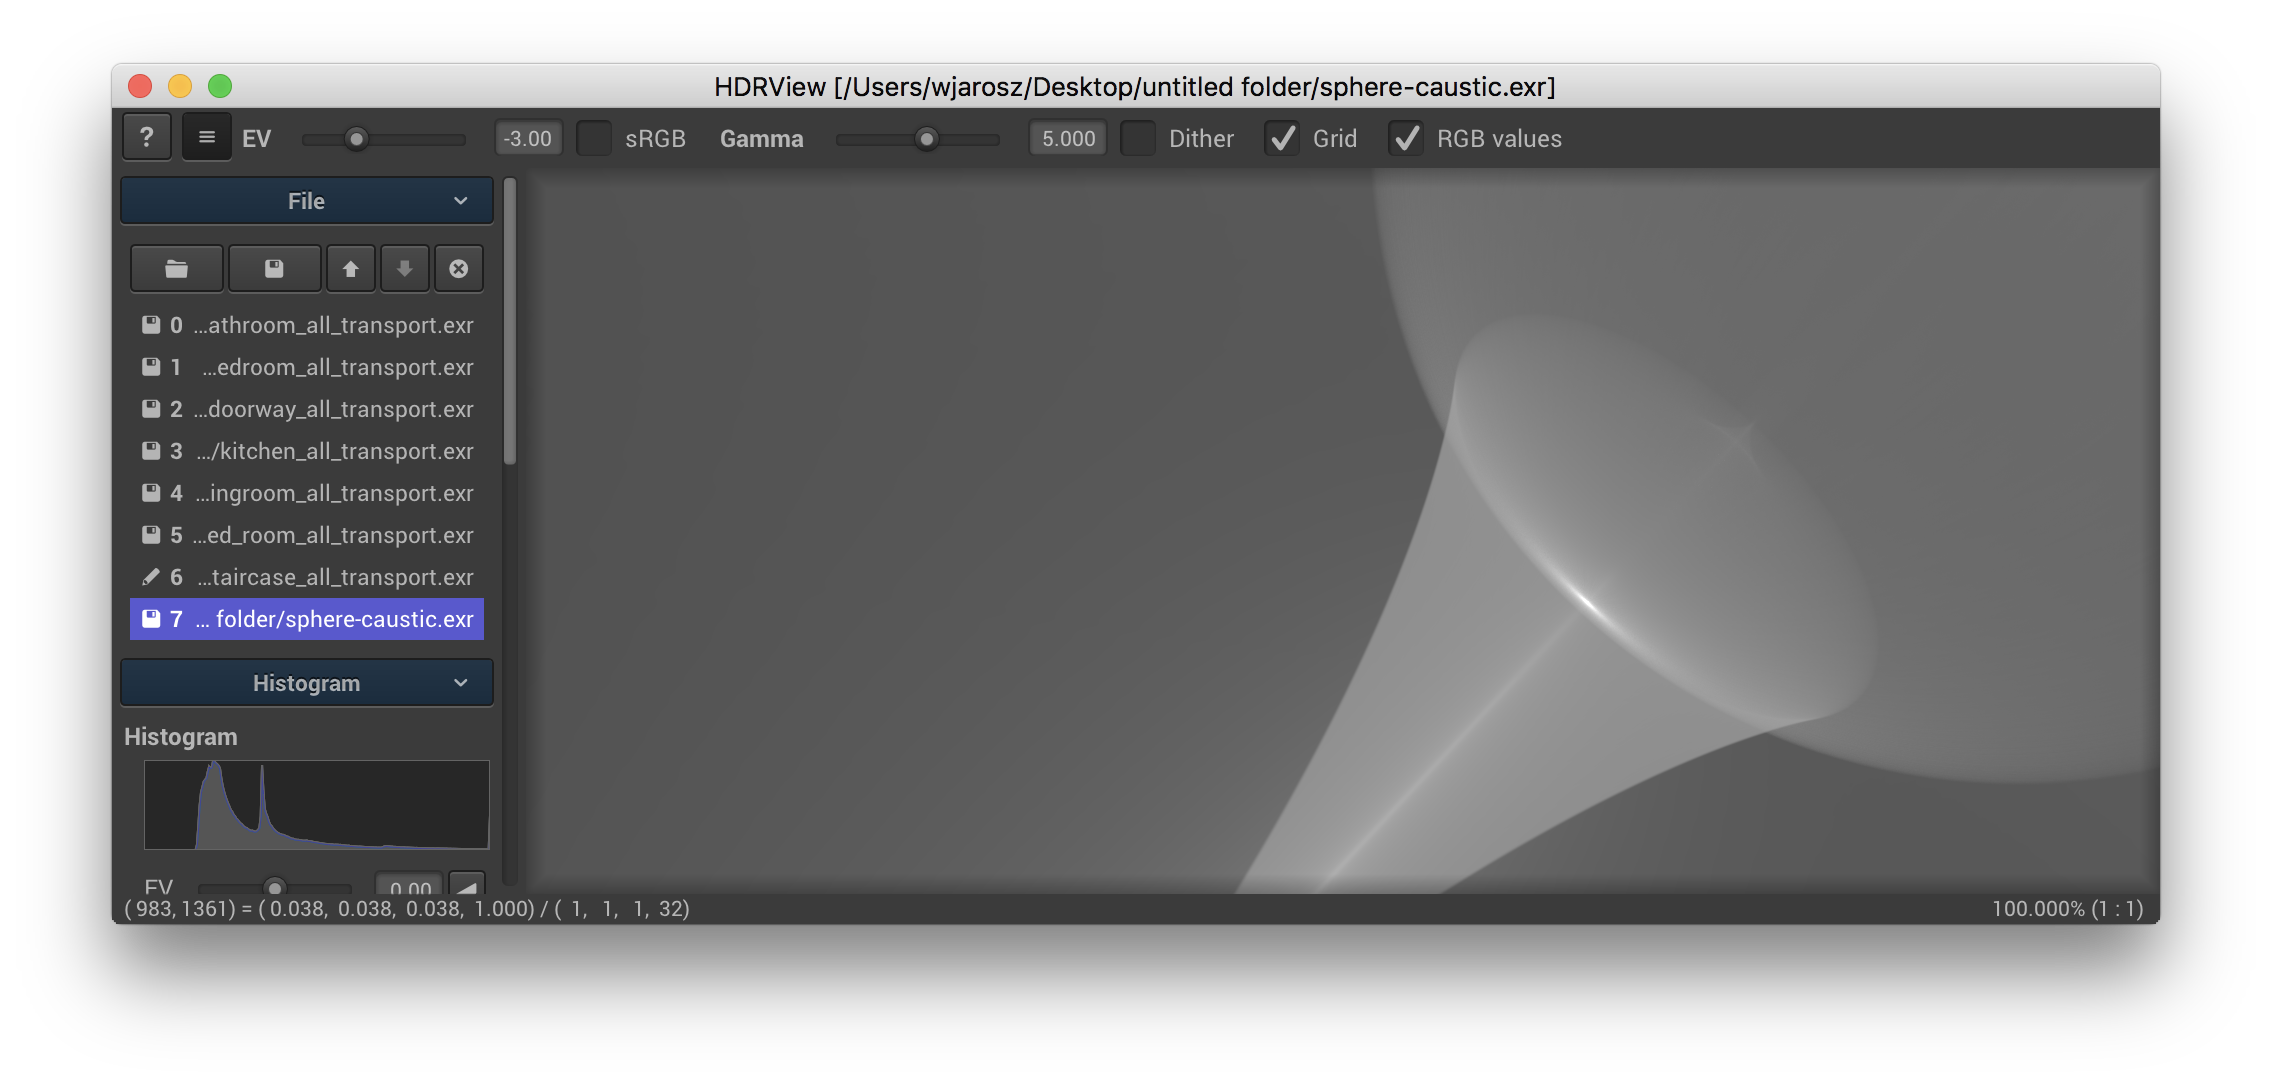 HDRView [/Users/wjarosz/Desktop/untitled folder/sphere-caustic.exr]
? EV -3.00 sRGB Gamma 5.000 Dither Grid RGB values
File
0 ...athroom_all_transport.exr
1 ...edroom_all_transport.exr
2 ...doorway_all_transport.exr
3 .../kitchen_all_transport.exr
4 ...ingroom_all_transport.exr
5 ...ed_room_all_transport.exr
6 ...taircase_all_transport.exr
7 ... folder/sphere-caustic.exr
Histogram
Histogram
EV 0.00
( 983, 1361) = ( 0.038, 0.038, 0.038, 1.000) / ( 1, 1, 1, 32)
100.000% (1 : 1)